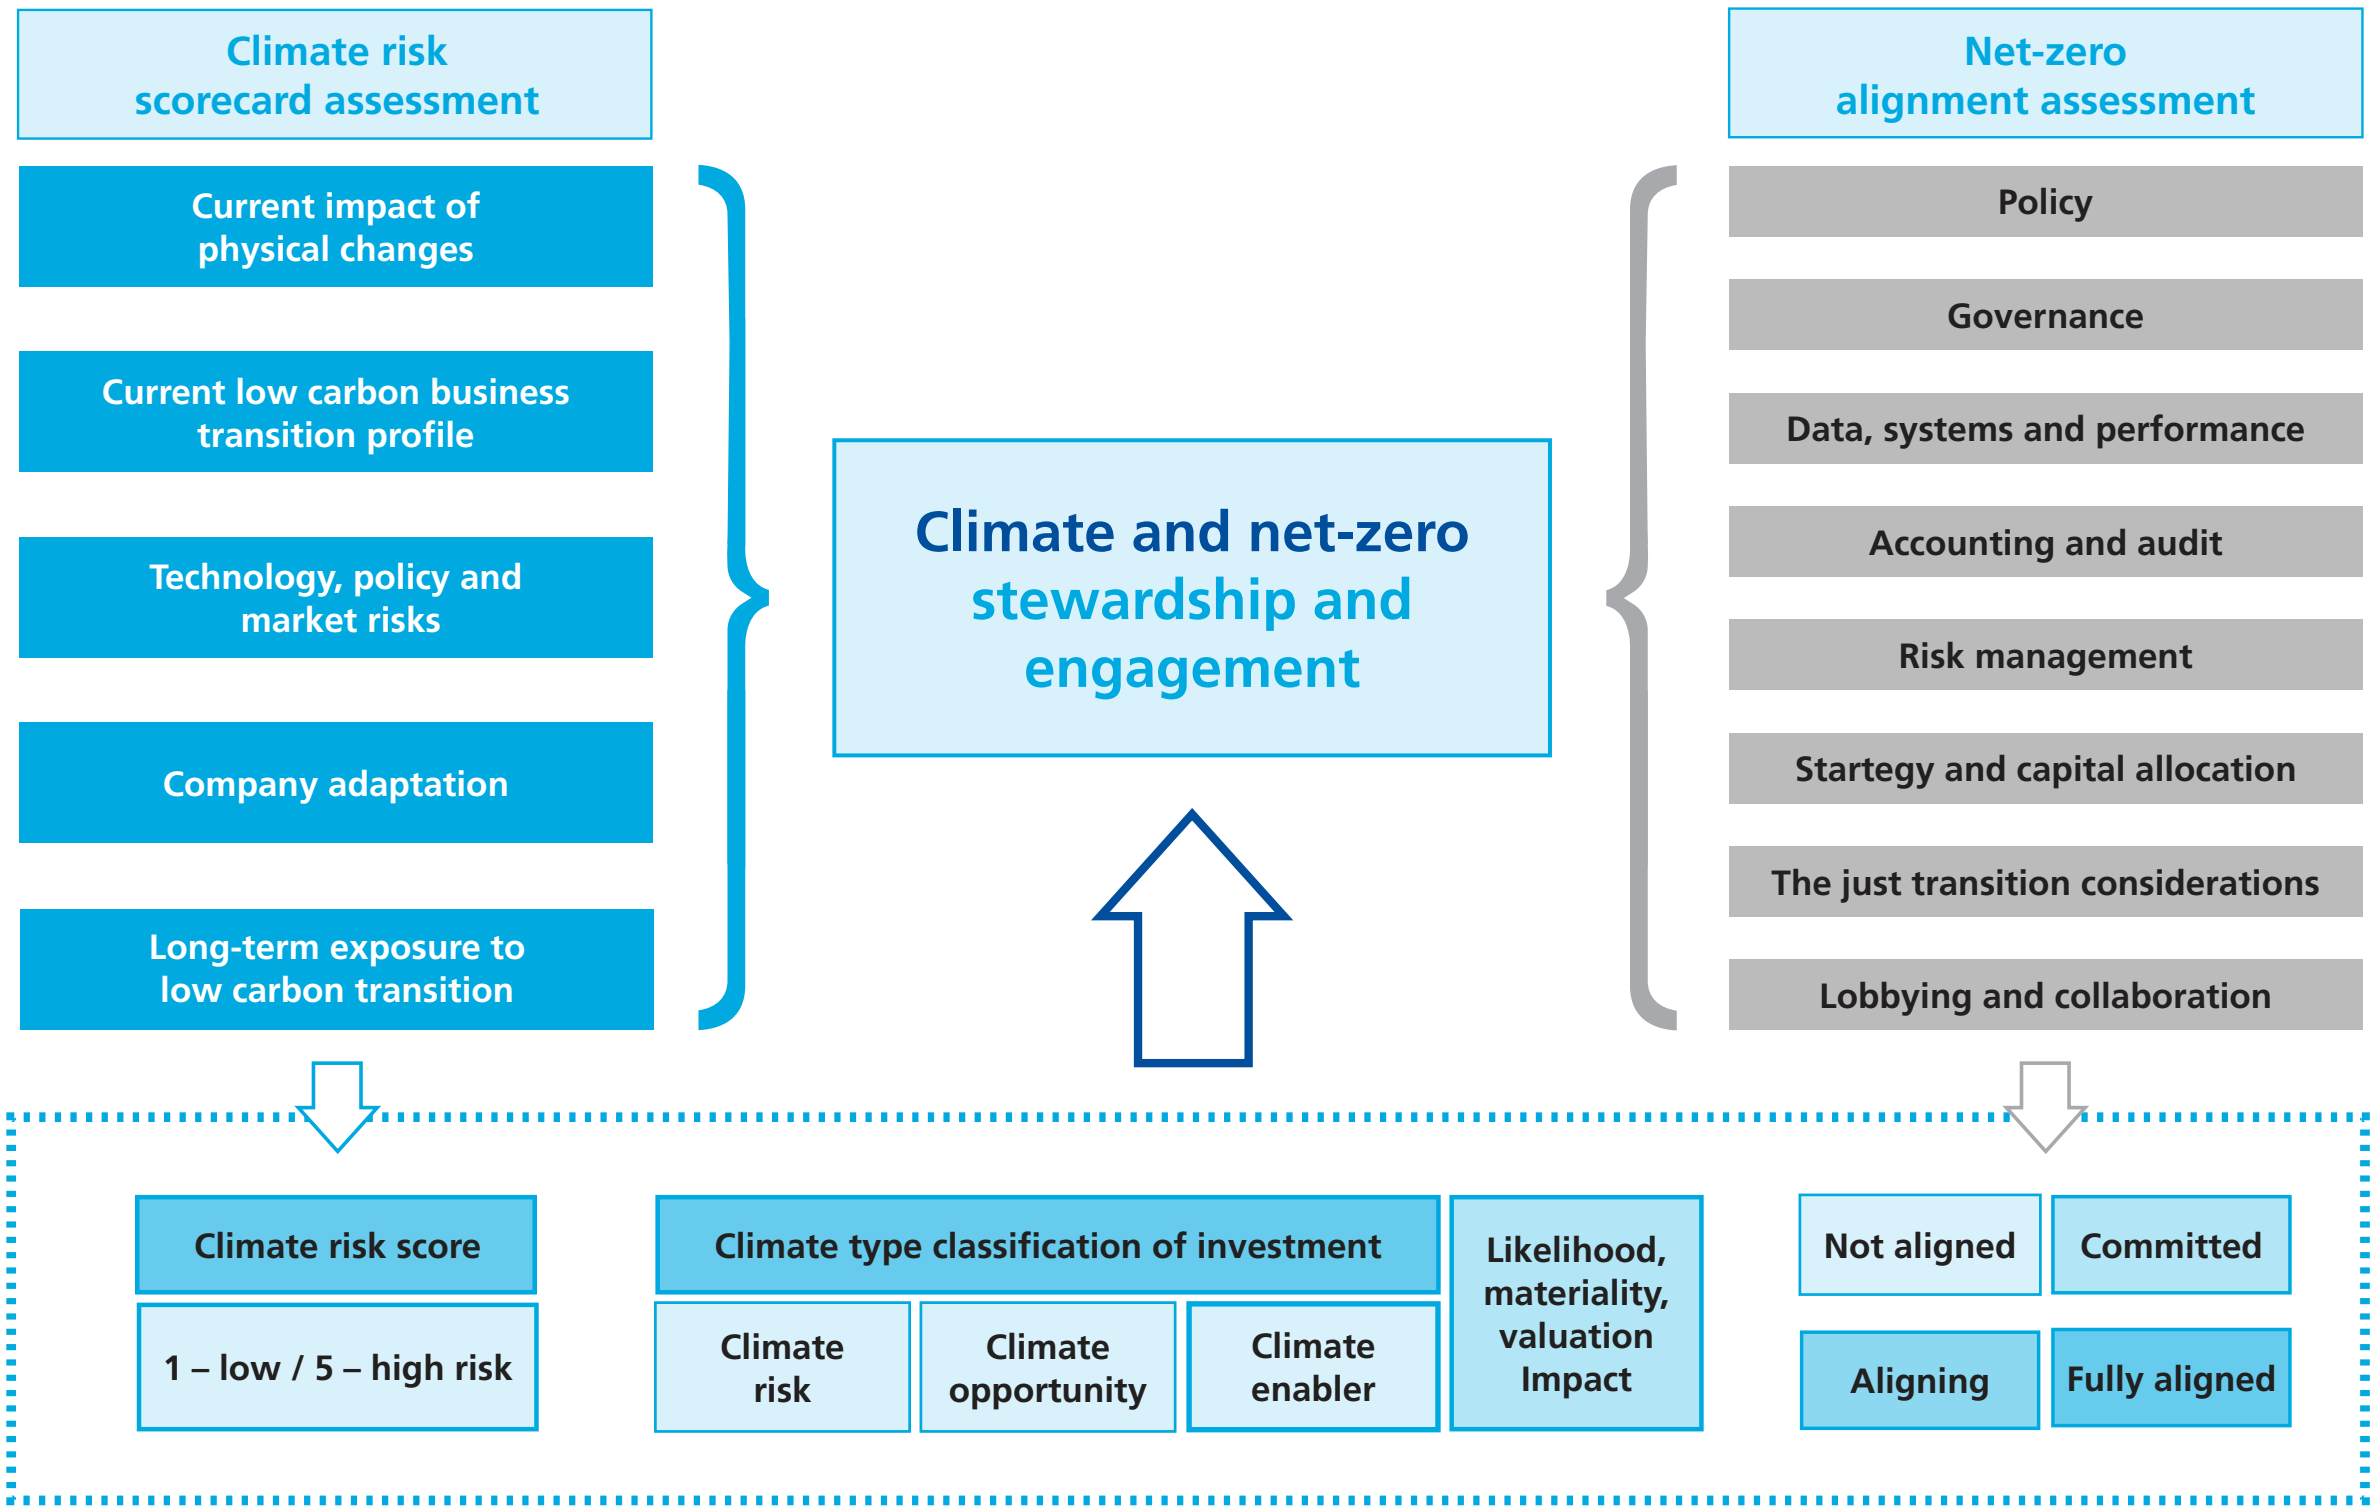 Climate risk
scorecard assessment
Current impact of
physical changes
Current low carbon business
transition profile
Technology, policy and
market risks
Company adaptation
Long-term exposure to
low carbon transition
Climate and net-zero
stewardship and
engagement
Net-zero
alignment assessment
Policy
Governance
Data, systems and performance
Accounting and audit
Risk management
Startegy and capital allocation
The just transition considerations
Lobbying and collaboration
Climate risk score
1 – low / 5 – high risk
Climate type classification of investment
Climate
risk
Climate
opportunity
Climate
enabler
Likelihood,
materiality,
valuation
Impact
Not aligned
Committed
Aligning
Fully aligned